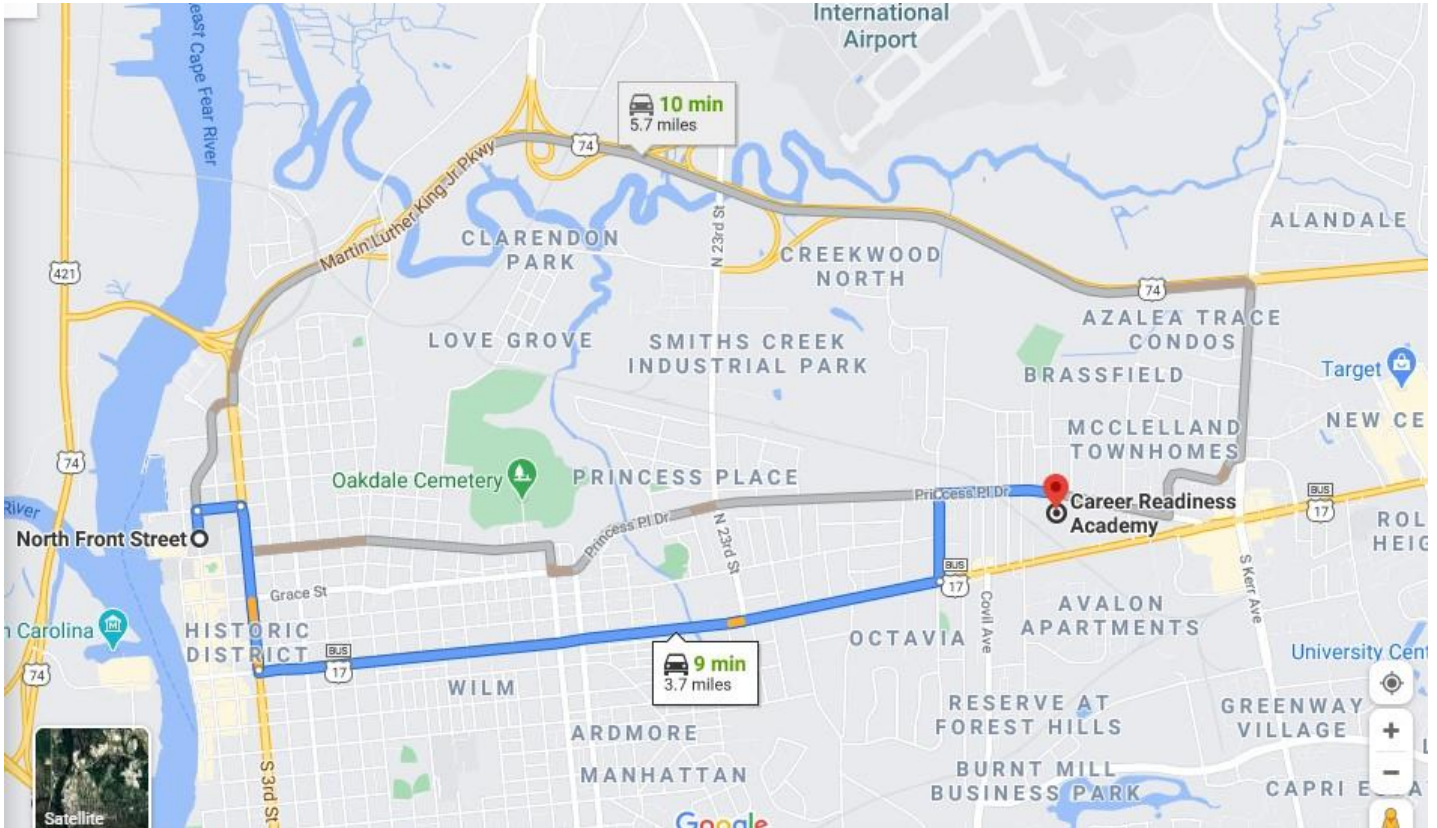 International
Airport
east Cape Fear River
10 min
5.7 miles
74
Martin Luther King Jr Pkwy
N 23rd St
CLARENDON
PARK
CREEKWOOD
NORTH
ALANDALE
421
74
AZALEA TRACE
CONDOS
LOVE GROVE
SMITHS CREEK
INDUSTRIAL PARK
BRASSFIELD
Target
NEW CE
MCCLELLAND
TOWNHOMES
74
Oakdale Cemetery
PRINCESS PLACE
Princess Pl Dr
Career Readiness
Academy
BUS
17
River
North Front Street
Princess Pl Dr
N 23rd St
ROL
HEIG
Grace St
BUS
17
S Kerr Ave
Covil Ave
AVALON
APARTMENTS
n Carolina
HISTORIC
DISTRICT
BUS
17
OCTAVIA
9 min
3.7 miles
University Cent
74
WILM
RESERVE AT
FOREST HILLS
GREENWAY
VILLAGE
ARDMORE
S 3rd St
MANHATTAN
BURNT MILL
BUSINESS PARK
Satellite
Google